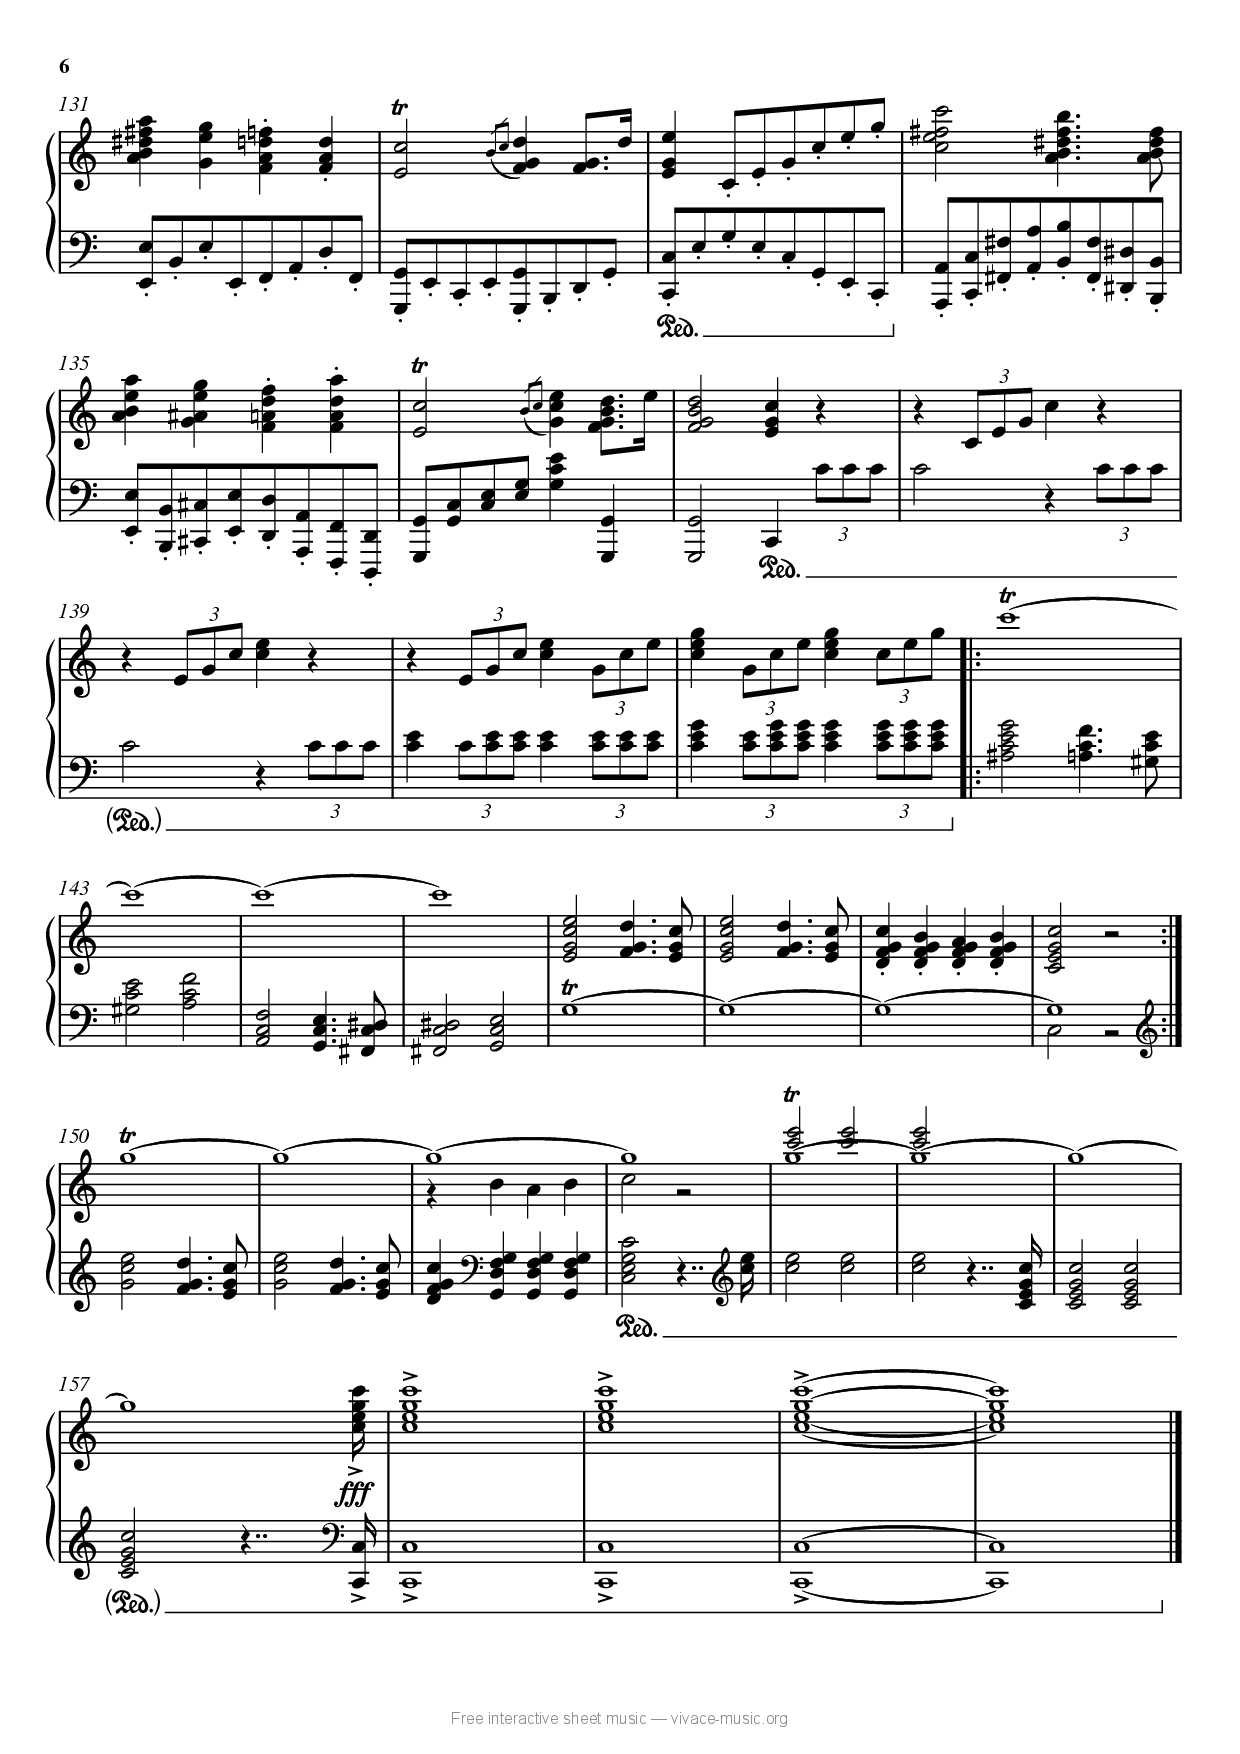 6
131
tr
Ped.
135
tr
3
3
3
Ped.
139
3
3
3
3
tr
(Ped.)
3
3
3
3
3
143
tr
150
tr
tr
Ped.
157
fff
(Ped.)
Free interactive sheet music — vivace-music.org